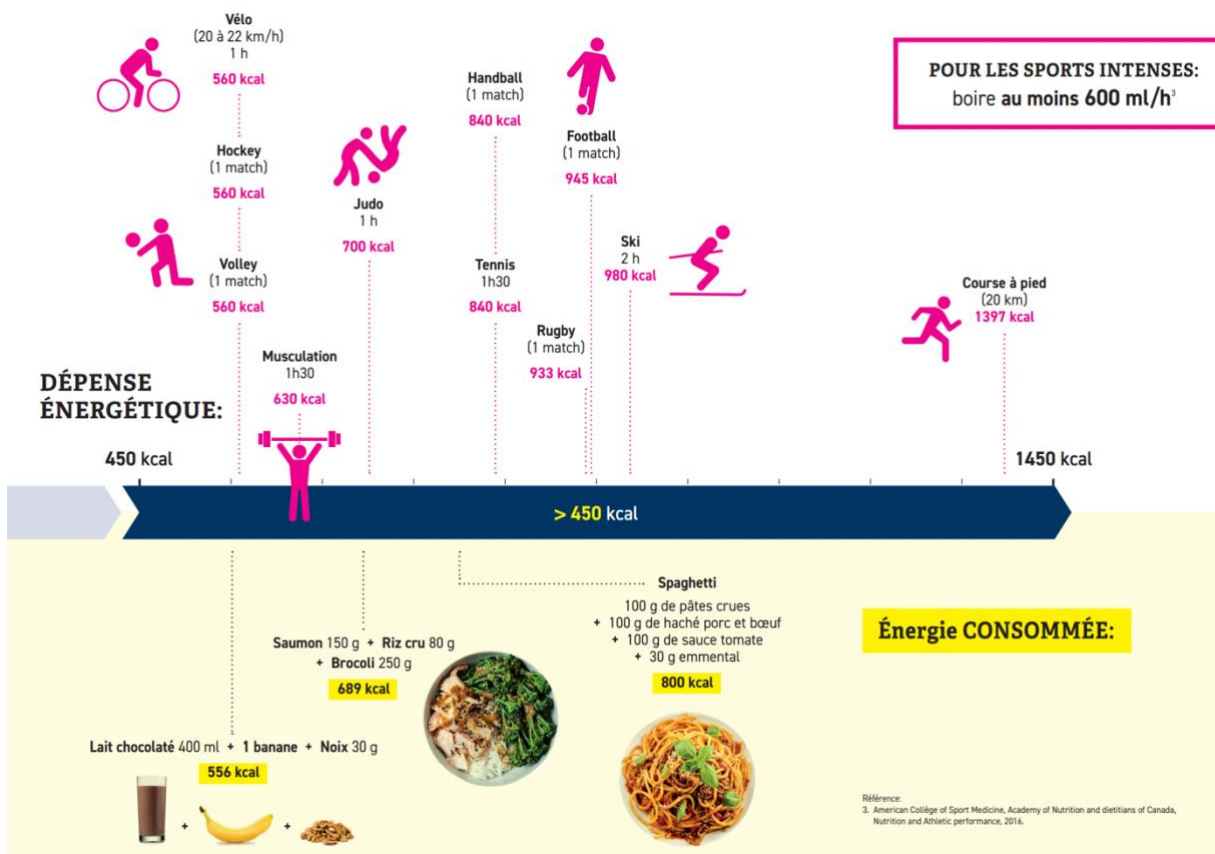 Vélo
(20 à 22 km/h)
1 h
560 kcal
Hockey
(1 match)
560 kcal
Volley
(1 match)
560 kcal
Musculation
1h30
630 kcal
Judo
1 h
700 kcal
Handball
(1 match)
840 kcal
Tennis
1h30
840 kcal
Rugby
(1 match)
933 kcal
Football
(1 match)
945 kcal
Ski
2 h
980 kcal
Course à pied
(20 km)
1397 kcal
POUR LES SPORTS INTENSES:
boire au moins 600 ml/h³
DÉPENSE
ÉNERGÉTIQUE:
450 kcal
1450 kcal
> 450 kcal
Lait chocolaté 400 ml + 1 banane + Noix 30 g
556 kcal
+
+
Saumon 150 g + Riz cru 80 g
+ Brocoli 250 g
689 kcal
Spaghetti
100 g de pâtes crues
+ 100 g de haché porc et bœuf
+ 100 g de sauce tomate
+ 30 g emmental
800 kcal
Énergie CONSOMMÉE:
Référence:
3. American Collège of Sport Medicine, Academy of Nutrition and dietitians of Canada,
Nutrition and Athletic performance, 2016.